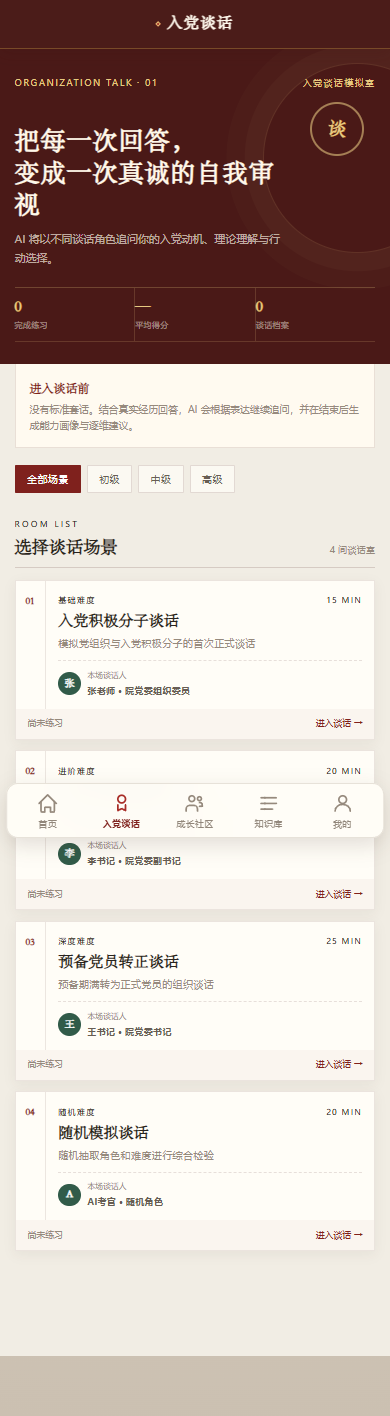 入党谈话
ORGANIZATION TALK · 01
入党谈话模拟室
谈
把每一次回答，
变成一次真诚的自我审
视
AI 将以不同谈话角色追问你的入党动机、理论理解与行
动选择。
0
完成练习
—
平均得分
0
谈话档案
进入谈话前
没有标准套话。结合真实经历回答，AI 会根据表达继续追问，并在结束后生
成能力画像与逐维建议。
全部场景
初级
中级
高级
ROOM LIST
选择谈话场景
4 间谈话室
01
基础难度
15 MIN
入党积极分子谈话
模拟党组织与入党积极分子的首次正式谈话
张
本场谈话人
张老师 • 院党委组织委员
尚未练习
进入谈话 →
02
进阶难度
20 MIN
首页
入党谈话
成长社区
知识库
我的
李
本场谈话人
李书记 • 院党委副书记
尚未练习
进入谈话 →
03
深度难度
25 MIN
预备党员转正谈话
预备期满转为正式党员的组织谈话
王
本场谈话人
王书记 • 院党委书记
尚未练习
进入谈话 →
04
随机难度
20 MIN
随机模拟谈话
随机抽取角色和难度进行综合检验
A
本场谈话人
AI考官 • 随机角色
尚未练习
进入谈话 →